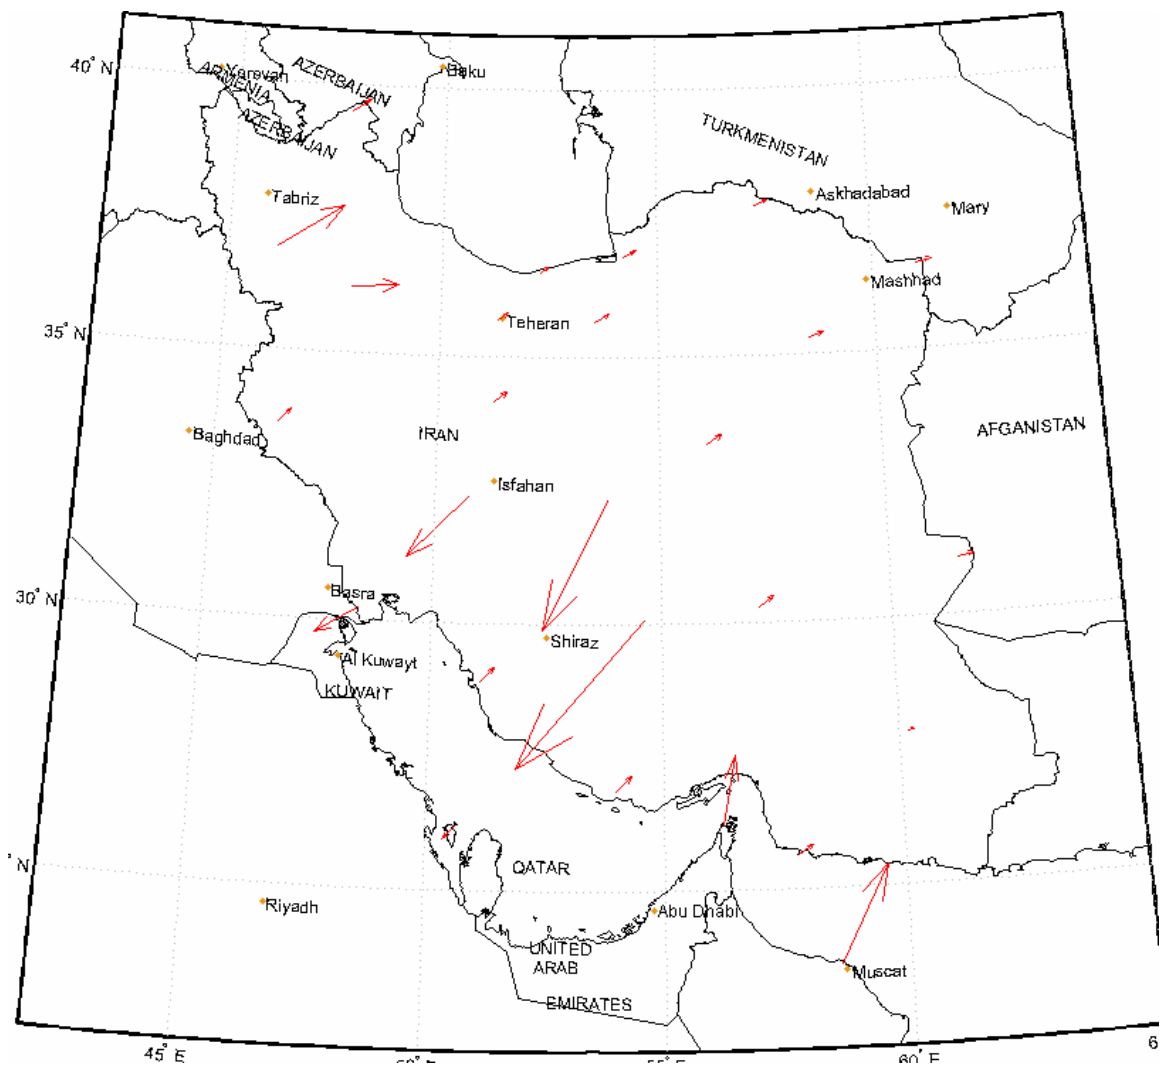 40° N
Yerevan
ARMENIA
AZERBAIJAN
AZERBAIJAN
Baku
TURKMENISTAN
Tabriz
Askhadabad
Mary
Mashhad
Teheran
35° N
Baghdad
IRAN
AFGANISTAN
Isfahan
30° N
Basra
Shiraz
Al Kuwayt
KUWAIT
N
QATAR
Riyadh
Abu Dhabi
UNITED
ARAB
EMIRATES
Muscat
45° E
60° E
6